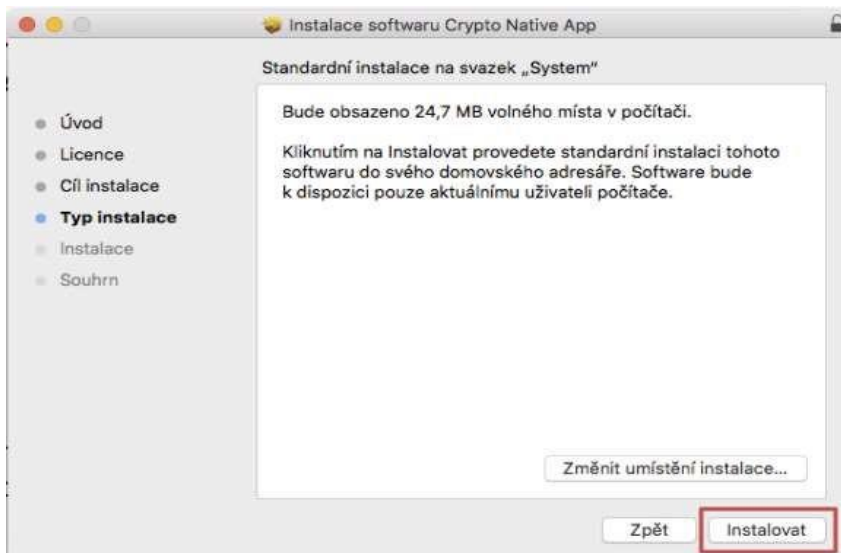 Instalace softwaru Crypto Native App
Standardní instalace na svazek „System“
Úvod
Licence
Cíl instalace
Typ instalace
Instalace
Souhrn
Bude obsazeno 24,7 MB volného místa v počítači.
Kliknutím na Instalovat provedete standardní instalaci tohoto
softwaru do svého domovského adresáře. Software bude
k dispozici pouze aktuálnímu uživateli počítače.
Změnit umístění instalace...
Zpět
Instalovat